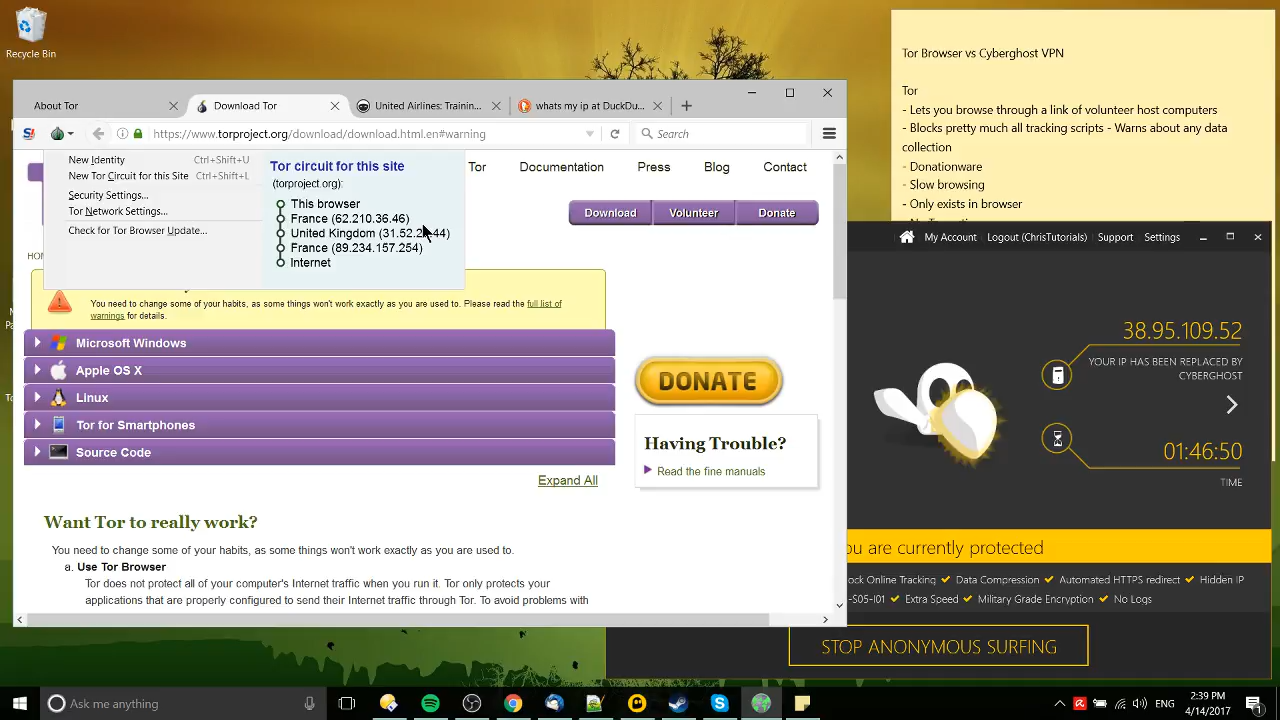 Recycle Bin
Tor Browser vs Cyberghost VPN
Tor
- Lets you browse through a link of volunteer host computers
- Blocks pretty much all tracking scripts - Warns about any data
collection
- Donationware
- Slow browsing
- Only exists in browser
About Tor
Download Tor
United Airlines: Trainin...
whats my ip at DuckDu...
https://www.torproject.org/download/download.html.en#warning
Search
New Identity Ctrl+Shift+U
New Tor Circuit for this Site Ctrl+Shift+L
Security Settings...
Tor Network Settings...
Check for Tor Browser Update...
Tor circuit for this site
(torproject.org):
This browser
France (62.210.36.46)
United Kingdom (31.52.2 44)
France (89.234.157.254)
Internet
Tor Documentation Press Blog Contact
Download Volunteer Donate
HOM
You need to change some of your habits, as some things won't work exactly as you are used to. Please read the full list of
warnings for details.
Microsoft Windows
Apple OS X
Linux
Tor for Smartphones
Source Code
Expand All
DONATE
Having Trouble?
Read the fine manuals
Want Tor to really work?
You need to change some of your habits, as some things won't work exactly as you are used to.
a. Use Tor Browser
Tor does not protect all of your computer's Internet traffic when you run it. Tor only protects your
applications that are properly configured to send their Internet traffic through Tor. To avoid problems with
My Account Logout (ChrisTutorials) Support Settings
38.95.109.52
YOUR IP HAS BEEN REPLACED BY
CYBERGHOST
01:46:50
TIME
ou are currently protected
ock Online Tracking Data Compression Automated HTTPS redirect Hidden IP
-S05-I01 Extra Speed Military Grade Encryption No Logs
STOP ANONYMOUS SURFING
Ask me anything
ENG
2:39 PM
4/14/2017